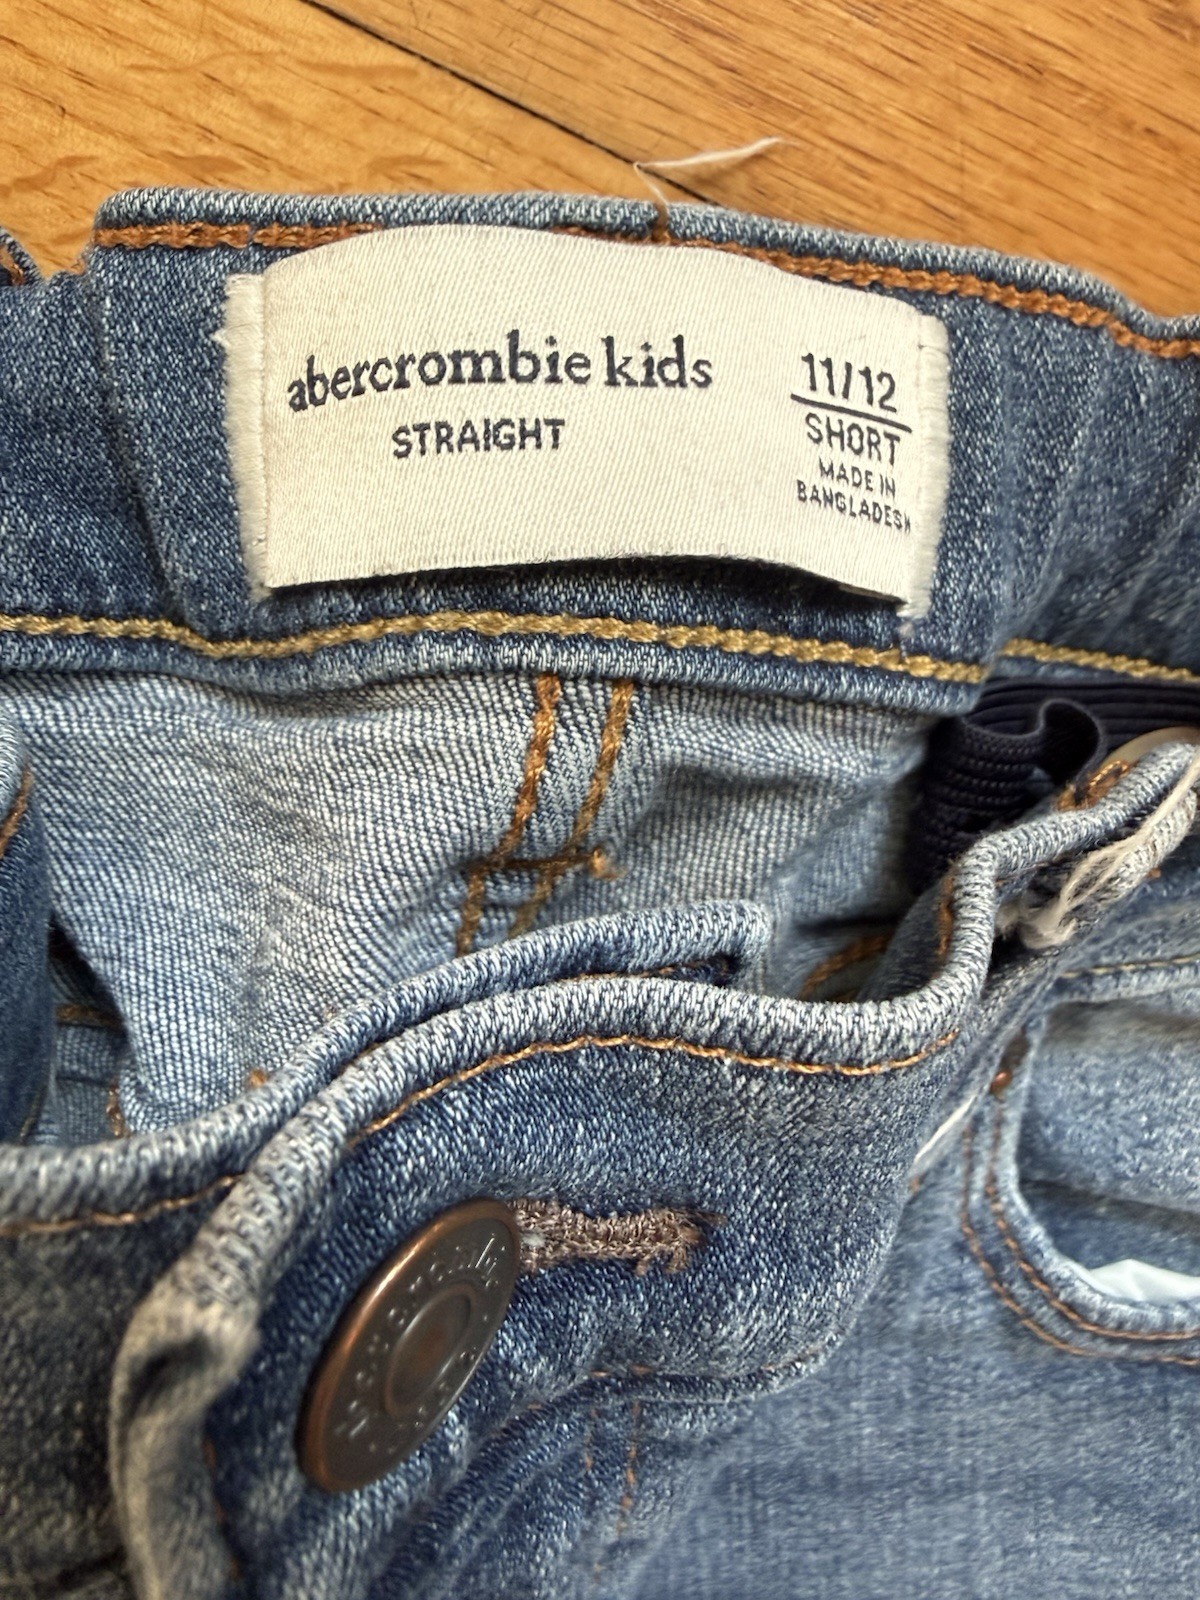 abercrombie kids
STRAIGHT
11/12
SHORT
MADE IN
BANGLADESH